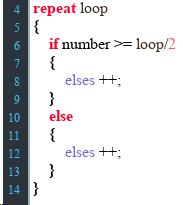 4 repeat loop
5 {
6 if number >= loop/2
7 {
8 elses ++;
9 }
10 else
11 {
12 elses ++;
13 }
14 }